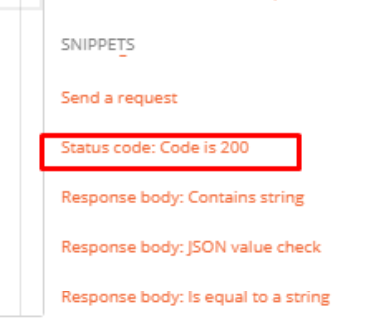 SNIPPETS
Send a request
Status code: Code is 200
Response body: Contains string
Response body: JSON value check
Response body: Is equal to a string